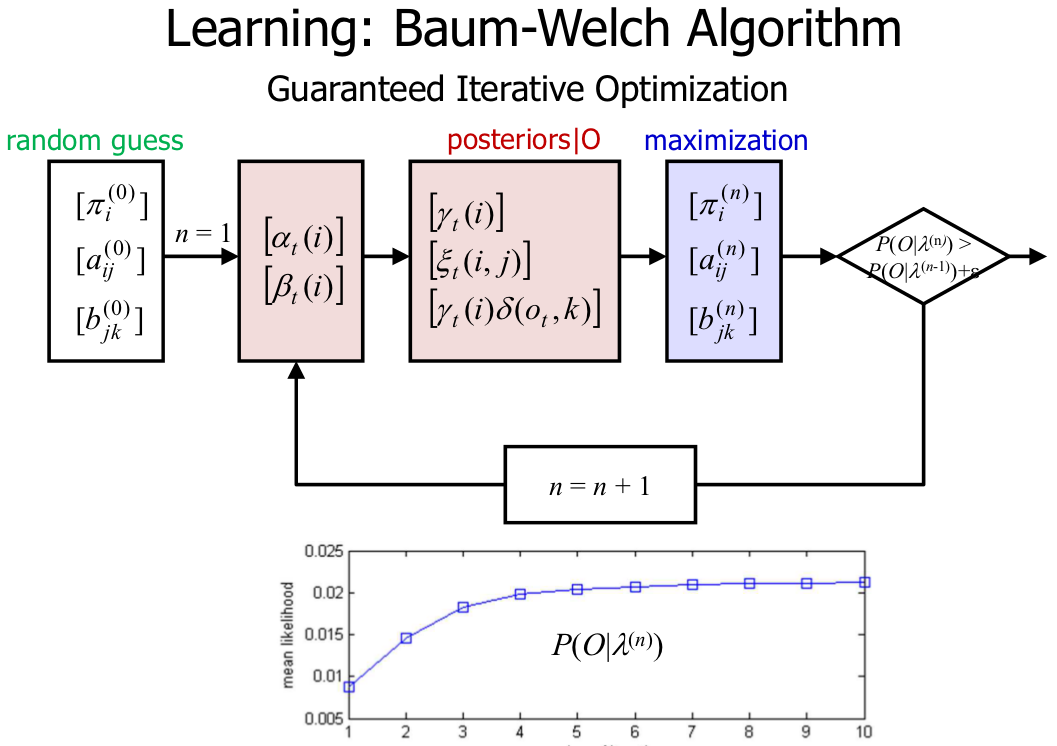 Learning: Baum-Welch Algorithm
Guaranteed Iterative Optimization
random guess
posteriors|O
maximization
[π_i^(0)]
[a_ij^(0)]
[b_jk^(0)]
n = 1
[α_t(i)]
[β_t(i)]
[γ_t(i)]
[ξ_t(i, j)]
[γ_t(i)δ(o_t, k)]
[π_i^(n)]
[a_ij^(n)]
[b_jk^(n)]
P(O|λ^(n)) >
P(O|λ^(n-1))+ε
n = n + 1
0.025
0.02
0.015
0.01
0.005
mean likelihood
P(O|λ^(n))
1 2 3 4 5 6 7 8 9 10